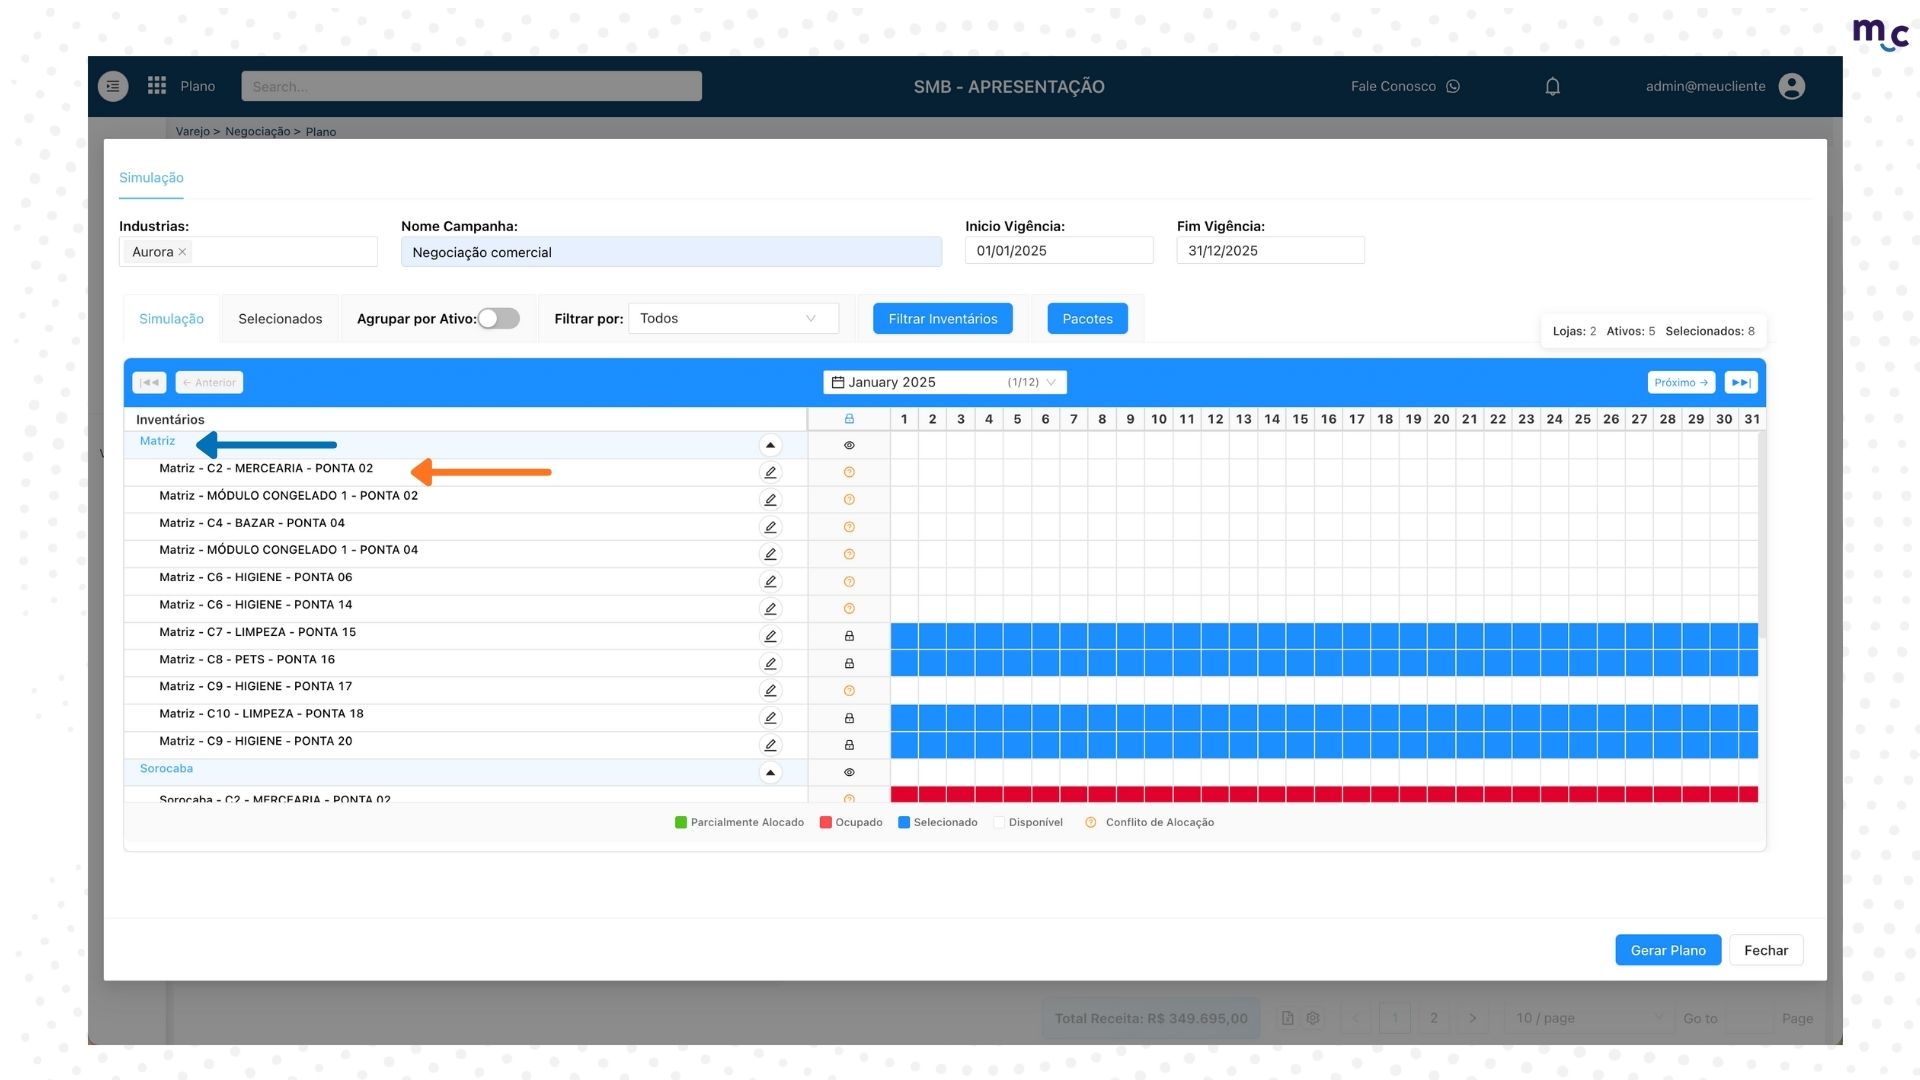 m c
Plano
Search...
SMB - APRESENTAÇÃO
Fale Conosco
admin@meucliente
Varejo > Negociação > Plano
Simulação
Industrias:
Nome Campanha:
Inicio Vigência:
Fim Vigência:
Aurora ×
Negociação comercial
01/01/2025
31/12/2025
Simulação
Selecionados
Agrupar por Ativo:
Filtrar por:
Todos
Filtrar Inventários
Pacotes
Lojas: 2 Ativos: 5 Selecionados: 8
← Anterior
January 2025
(1/12)
Próximo →
Inventários
1 2 3 4 5 6 7 8 9 10 11 12 13 14 15 16 17 18 19 20 21 22 23 24 25 26 27 28 29 30 31
Matriz
Matriz - C2 - MERCEARIA - PONTA 02
Matriz - MÓDULO CONGELADO 1 - PONTA 02
Matriz - C4 - BAZAR - PONTA 04
Matriz - MÓDULO CONGELADO 1 - PONTA 04
Matriz - C6 - HIGIENE - PONTA 06
Matriz - C6 - HIGIENE - PONTA 14
Matriz - C7 - LIMPEZA - PONTA 15
Matriz - C8 - PETS - PONTA 16
Matriz - C9 - HIGIENE - PONTA 17
Matriz - C10 - LIMPEZA - PONTA 18
Matriz - C9 - HIGIENE - PONTA 20
Sorocaba
Sorocaba - C2 - MERCEARIA - PONTA 02
Parcialmente Alocado
Ocupado
Selecionado
Disponível
Conflito de Alocação
Gerar Plano
Fechar
Total Receita: R$ 349.695,00
< 1 2 >
10 / page
Go to
Page